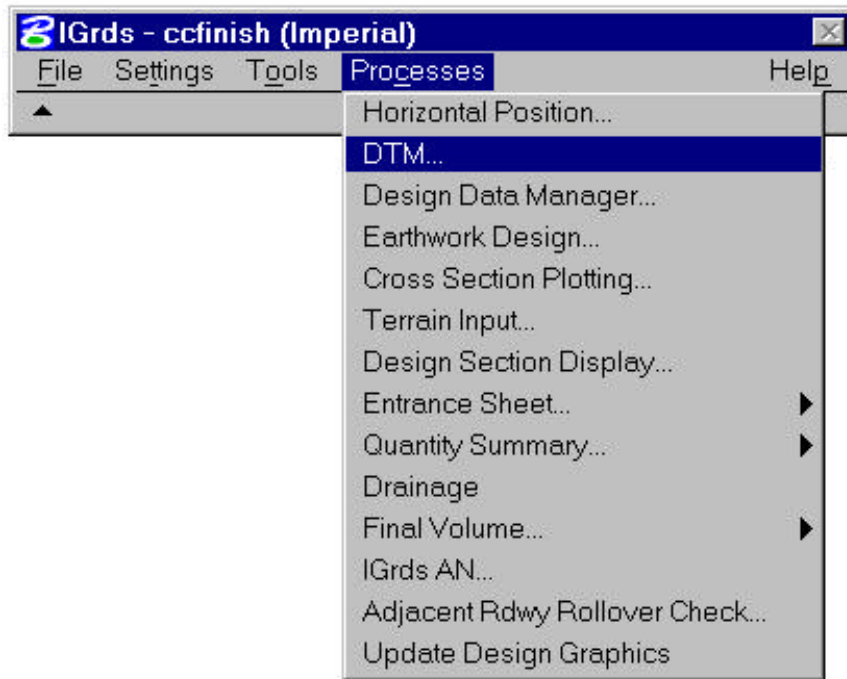 IGrds - ccfinish (Imperial)
File Settings Tools Processes Help
Horizontal Position...
DTM...
Design Data Manager...
Earthwork Design...
Cross Section Plotting...
Terrain Input...
Design Section Display...
Entrance Sheet...
Quantity Summary...
Drainage
Final Volume...
IGrds AN...
Adjacent Rdwy Rollover Check...
Update Design Graphics